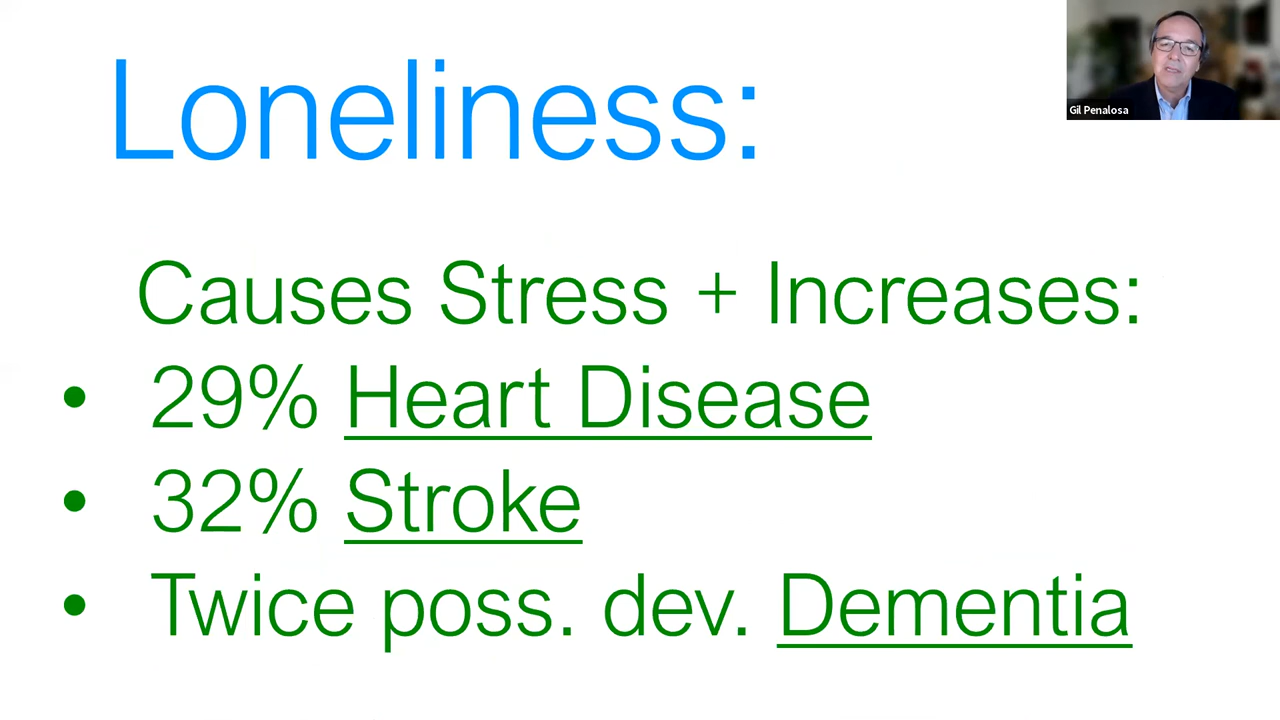 Loneliness:
Gil Penalosa
Causes Stress + Increases:
• 29% Heart Disease
• 32% Stroke
• Twice poss. dev. Dementia